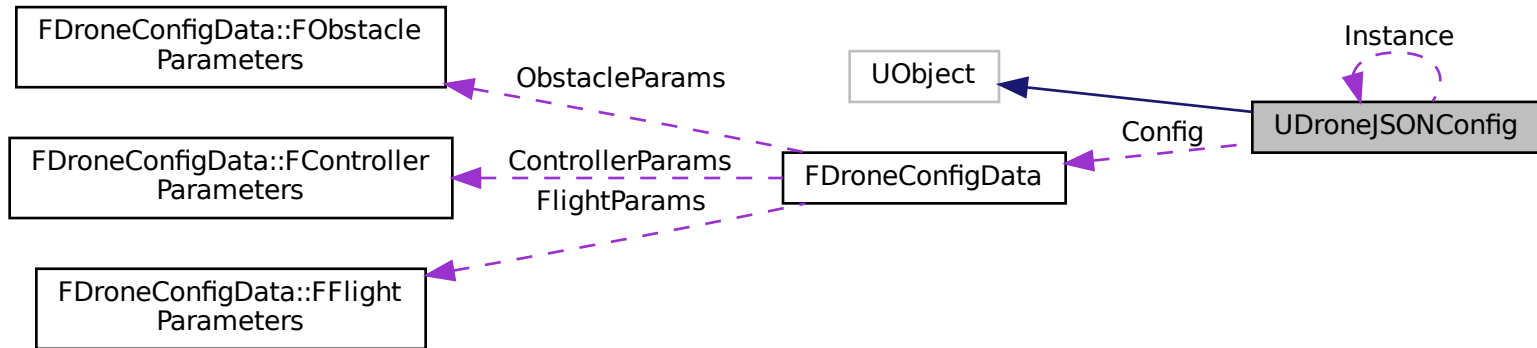 FDroneConfigData::FObstacle
Parameters
ObstacleParams
FDroneConfigData::FController
Parameters
ControllerParams
FlightParams
FDroneConfigData::FFlight
Parameters
UObject
FDroneConfigData
Config
Instance
UDroneJSONConfig